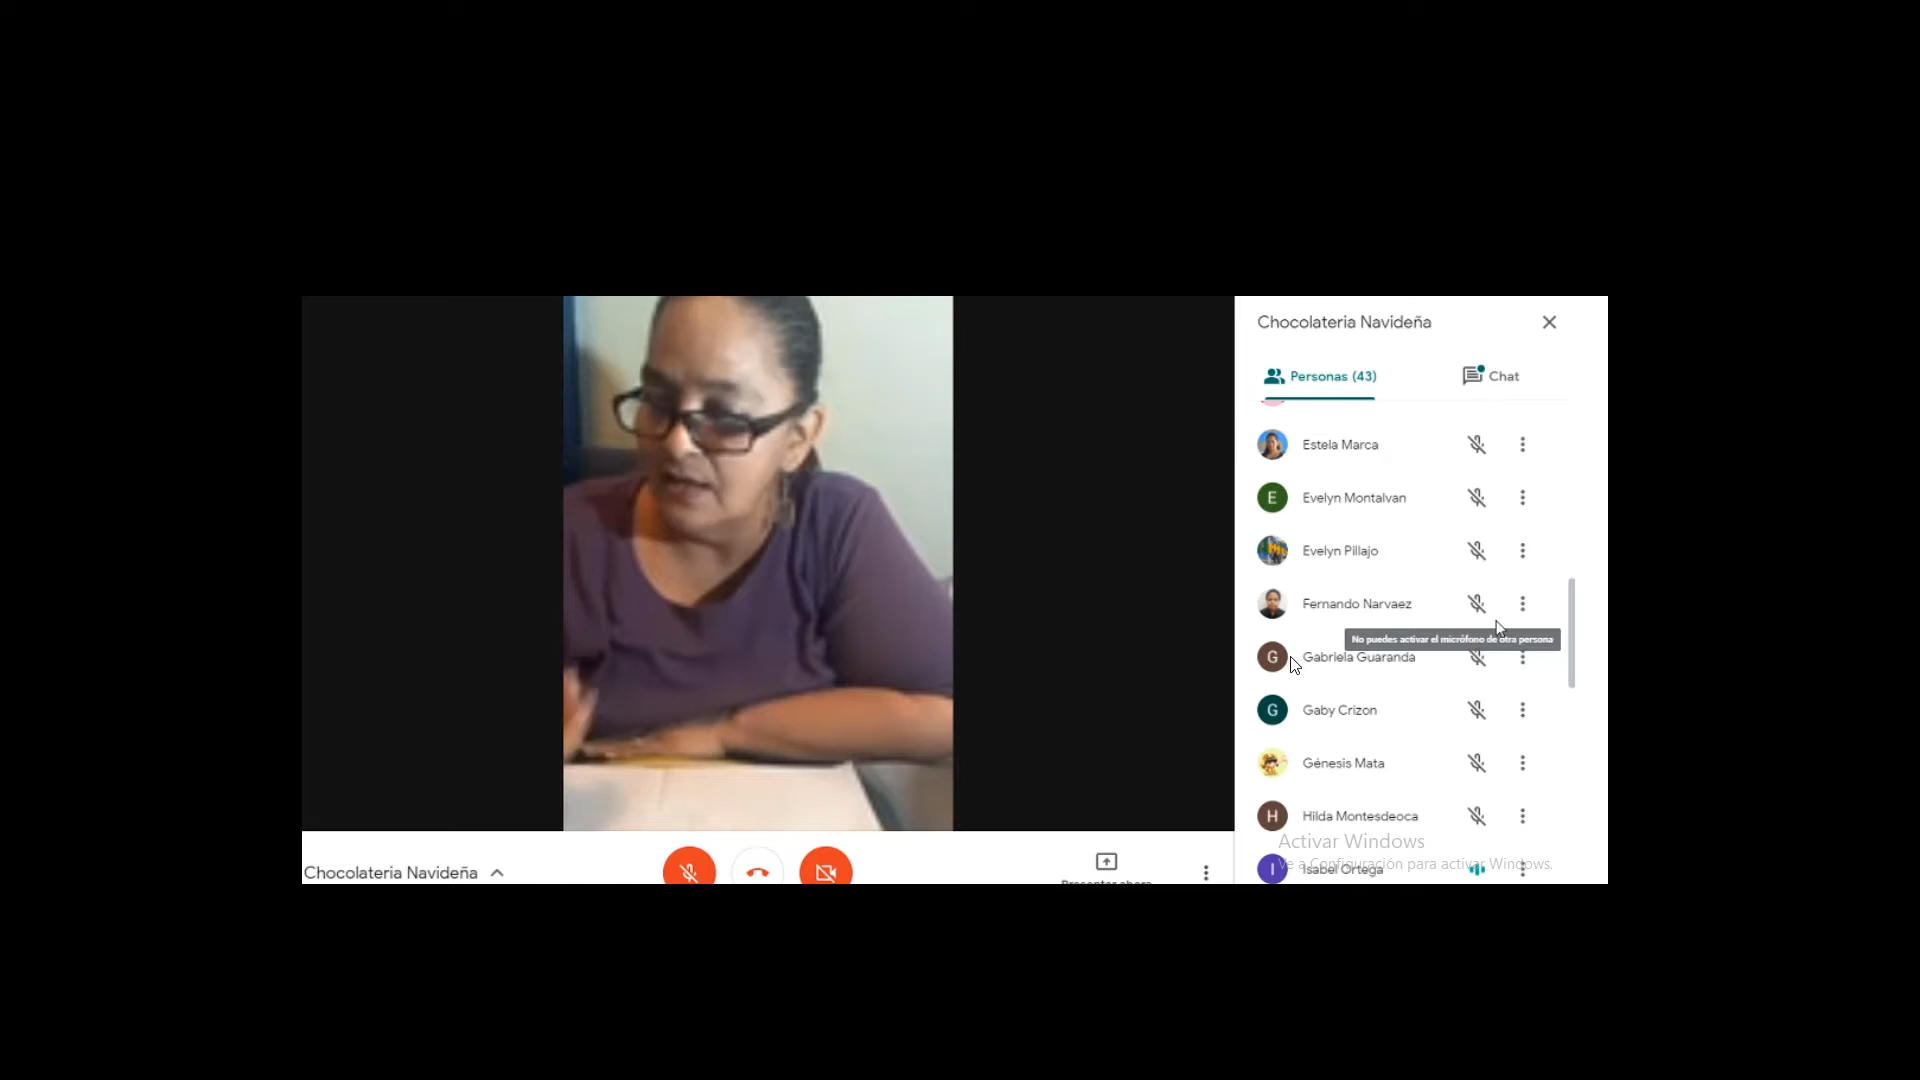 Chocolateria Navideña
Personas (43)
Chat
Estela Marca
E
Evelyn Montalvan
Evelyn Pillajo
Fernando Narvaez
No puedes activar el micrófono de otra persona
G
Gabriela Guaranda
G
Gaby Crizon
Génesis Mata
H
Hilda Montesdeoca
Activar Windows
Ve a Configuración para activar Windows.
I
Isabel Ortega
Chocolateria Navideña
Presentar ahora